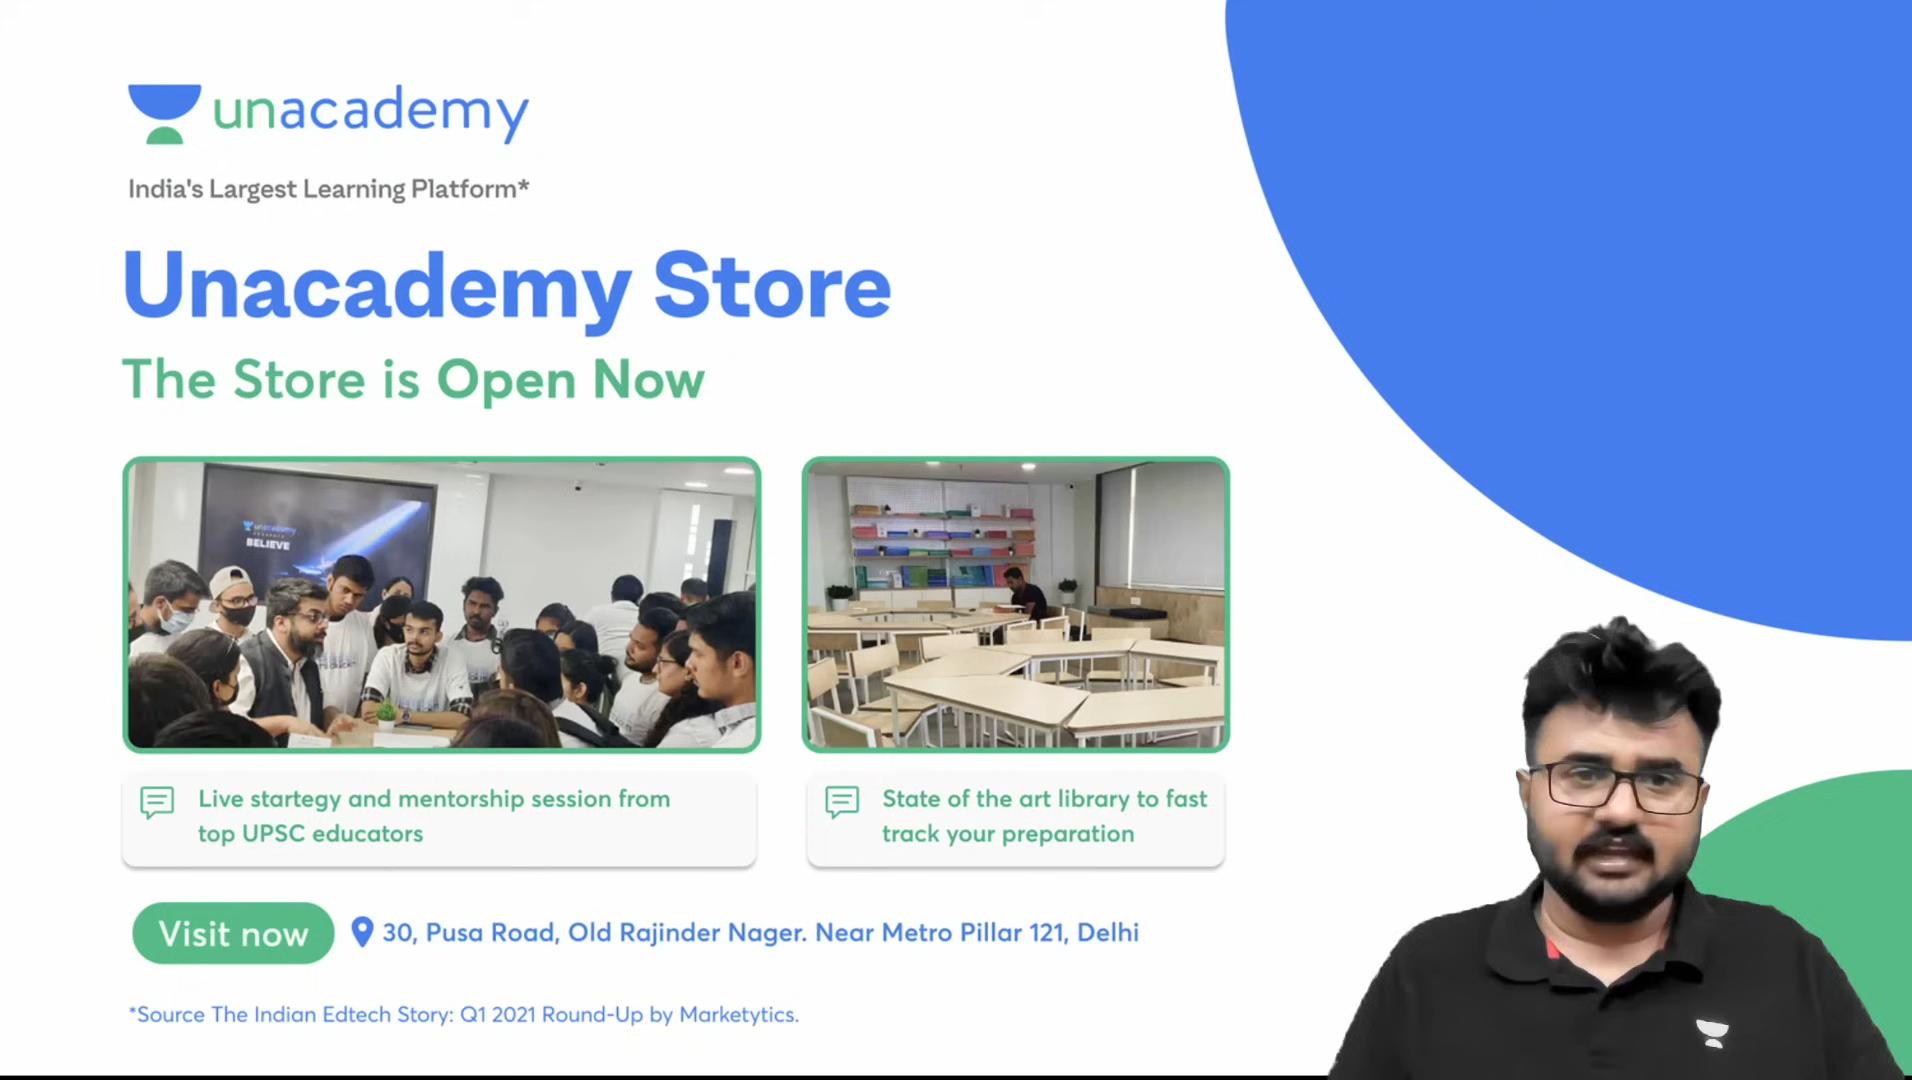 unacademy
India's Largest Learning Platform*
Unacademy Store
The Store is Open Now
unacademy
BELIEVE
Live startegy and mentorship session from
top UPSC educators
State of the art library to fast
track your preparation
Visit now
30, Pusa Road, Old Rajinder Nager. Near Metro Pillar 121, Delhi
*Source The Indian Edtech Story: Q1 2021 Round-Up by Marketytics.